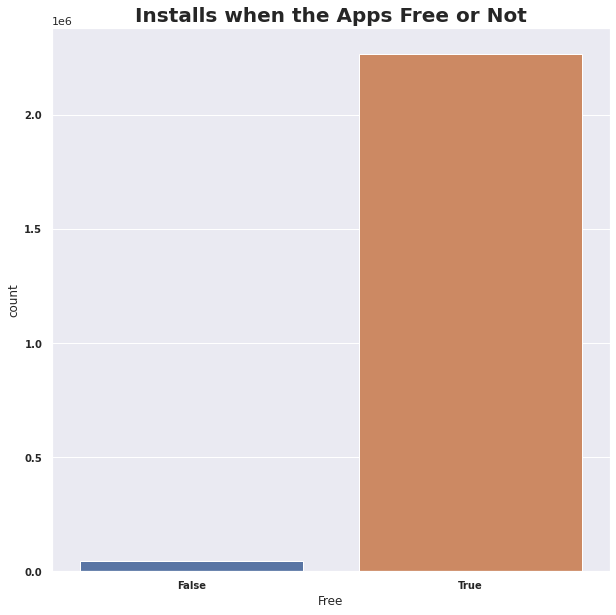 Installs when the Apps Free or Not
1e6
2.0
1.5
1.0
0.5
0.0
count
False True
Free